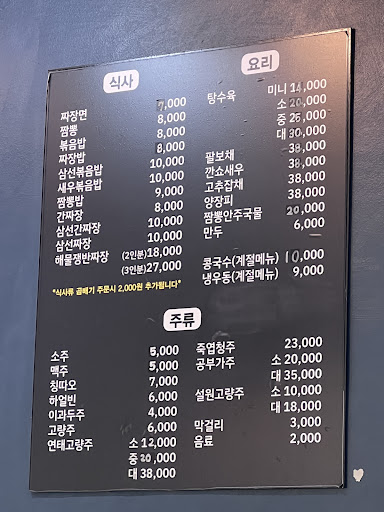 식사
짜장면 7,000
짬뽕 8,000
볶음밥 8,000
짜장밥 8,000
삼선볶음밥 10,000
새우볶음밥 10,000
짬뽕밥 9,000
간짜장 8,000
삼선간짜장 10,000
삼선짜장 10,000
해물쟁반짜장 (2인분)18,000
(3인분)27,000
"식사류 곱빼기 주문시 2,000원 추가됩니다"
요리
탕수육 미니 14,000
소 20,000
중 25,000
대 30,000
팔보채 38,000
깐쇼새우 38,000
고추잡채 38,000
양장피 38,000
짬뽕안주국물 20,000
만두 6,000
콩국수(계절메뉴) 10,000
냉우동(계절메뉴) 9,000
주류
소주 5,000
맥주 5,000
칭따오 7,000
하얼빈 6,000
이과두주 4,000
고량주 6,000
연태고량주 소 12,000
중 20,000
대 38,000
죽엽청주 23,000
공부가주 소 20,000
대 35,000
설원고량주 소 10,000
대 18,000
막걸리 3,000
음료 2,000